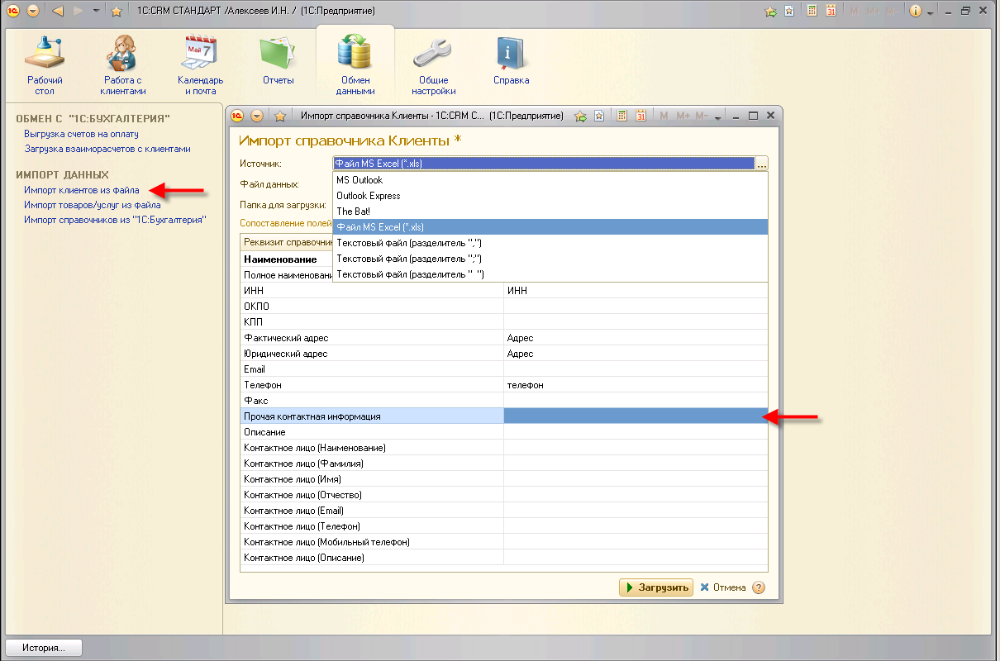 1С:CRM СТАНДАРТ /Алексеев И.Н. / (1С:Предприятие)
31 M M+ M-
Май 7
Рабочий стол
Работа с клиентами
Календарь и почта
Отчеты
Обмен данными
Общие настройки
Справка
ОБМЕН С "1С:БУХГАЛТЕРИЯ"
Выгрузка счетов на оплату
Загрузка взаиморасчетов с клиентами
ИМПОРТ ДАННЫХ
Импорт клиентов из файла
Импорт товаров/услуг из файла
Импорт справочников из "1С:Бухгалтерия"
Импорт справочника Клиенты - 1С:CRM С... (1С:Предприятие)
31 M M+ M-
Импорт справочника Клиенты *
Источник: Файл MS Excel (*.xls) ...
Файл данных:
Папка для загрузки:
Сопоставление полей
MS Outlook
Outlook Express
The Bat!
Файл MS Excel (*.xls)
Текстовый файл (разделитель ",")
Текстовый файл (разделитель ";")
Текстовый файл (разделитель " ")
Реквизит справочни
Наименование
Полное наименовани
ИНН ИНН
ОКПО
КПП
Фактический адрес Адрес
Юридический адрес Адрес
Email
Телефон телефон
Факс
Прочая контактная информация
Описание
Контактное лицо (Наименование)
Контактное лицо (Фамилия)
Контактное лицо (Имя)
Контактное лицо (Отчество)
Контактное лицо (Email)
Контактное лицо (Телефон)
Контактное лицо (Мобильный телефон)
Контактное лицо (Описание)
Загрузить Отмена ?
История...